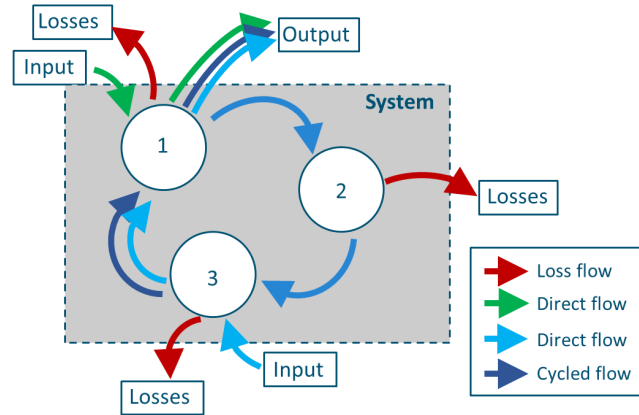 Losses
Output
Input
System
1
2
Losses
3
Losses
Input
Loss flow
Direct flow
Direct flow
Cycled flow